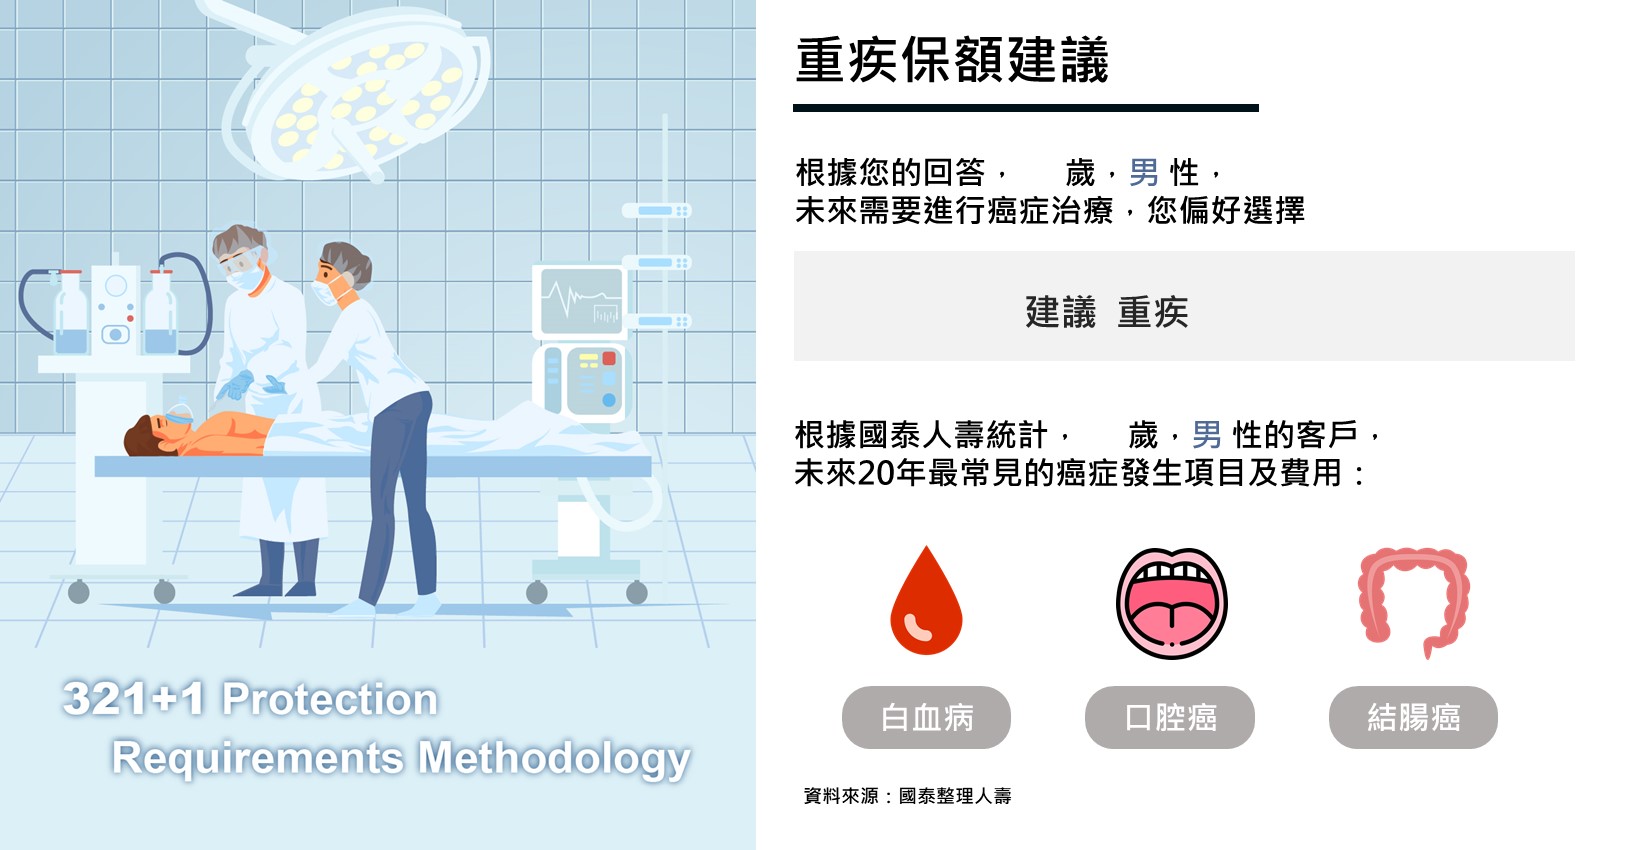 重疾保額建議
根據您的回答， 歲，男 性，
未來需要進行癌症治療，您偏好選擇
建議 重疾
根據國泰人壽統計， 歲，男 性的客戶，
未來20年最常見的癌症發生項目及費用：
白血病
口腔癌
結腸癌
資料來源：國泰整理人壽
321+1 Protection
Requirements Methodology